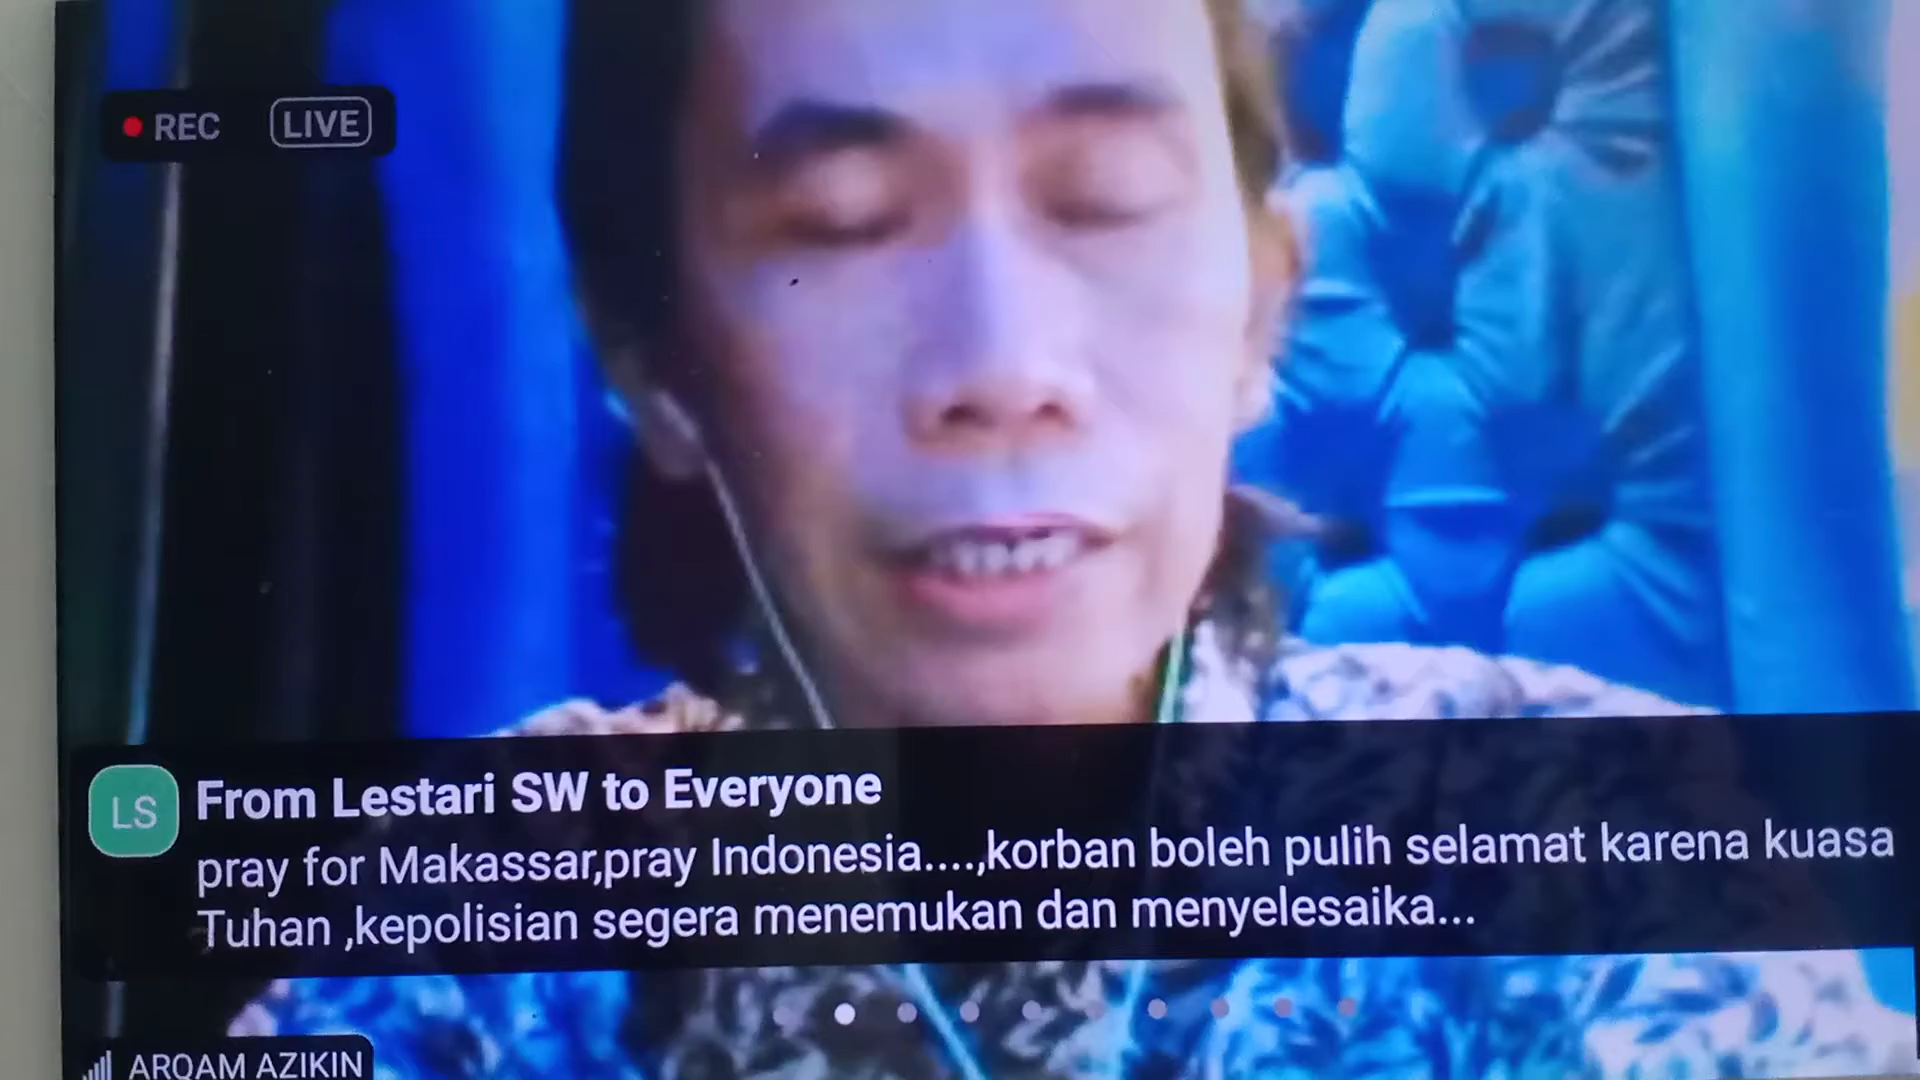 REC LIVE
LS
From Lestari SW to Everyone
pray for Makassar,pray Indonesia....,korban boleh pulih selamat karena kuasa
Tuhan ,kepolisian segera menemukan dan menyelesaika...
ARQAM AZIKIN